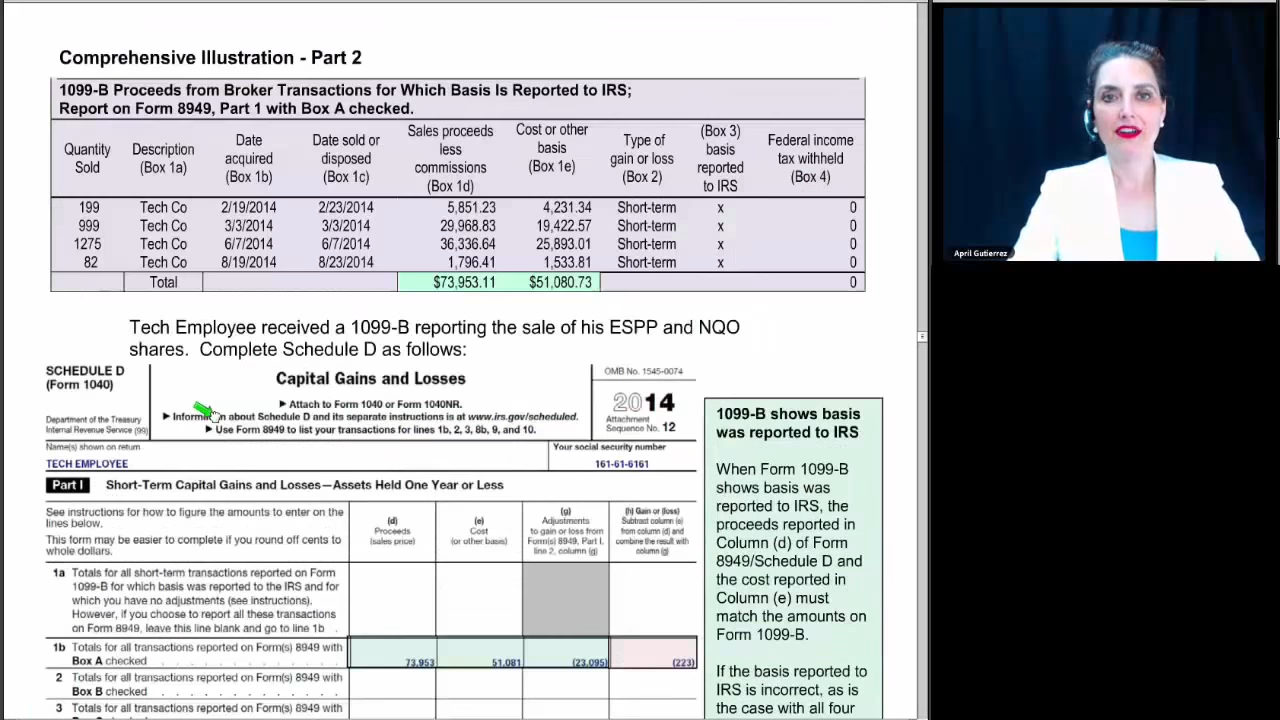 Comprehensive Illustration - Part 2
1099-B Proceeds from Broker Transactions for Which Basis Is Reported to IRS;
Report on Form 8949, Part 1 with Box A checked.
Quantity Sold Description (Box 1a) Date acquired (Box 1b) Date sold or disposed (Box 1c) Sales proceeds less commissions (Box 1d) Cost or other basis (Box 1e) Type of gain or loss (Box 2) (Box 3) basis reported to IRS Federal income tax withheld (Box 4)
199 Tech Co 2/19/2014 2/23/2014 5,851.23 4,231.34 Short-term x 0
999 Tech Co 3/3/2014 3/3/2014 29,968.83 19,422.57 Short-term x 0
1275 Tech Co 6/7/2014 6/7/2014 36,336.64 25,893.01 Short-term x 0
82 Tech Co 8/19/2014 8/23/2014 1,796.41 1,533.81 Short-term x 0
Total $73,953.11 $51,080.73 0
Tech Employee received a 1099-B reporting the sale of his ESPP and NQO
shares. Complete Schedule D as follows:
SCHEDULE D
(Form 1040)
Department of the Treasury
Internal Revenue Service (99)
Capital Gains and Losses
► Attach to Form 1040 or Form 1040NR.
► Information about Schedule D and its separate instructions is at www.irs.gov/scheduled.
► Use Form 8949 to list your transactions for lines 1b, 2, 3, 8b, 9, and 10.
OMB No. 1545-0074
2014
Attachment
Sequence No. 12
Name(s) shown on return Your social security number
TECH EMPLOYEE 161-61-6161
Part I Short-Term Capital Gains and Losses—Assets Held One Year or Less
See instructions for how to figure the amounts to enter on the
lines below.
This form may be easier to complete if you round off cents to
whole dollars.
(d)
Proceeds
(sales price)
(e)
Cost
(or other basis)
(g)
Adjustments
to gain or loss from
Form(s) 8949, Part I,
line 2, column (g)
(h) Gain or (loss)
Subtract column (e)
from column (d) and
combine the result with
column (g)
1a Totals for all short-term transactions reported on Form
1099-B for which basis was reported to the IRS and for
which you have no adjustments (see instructions).
However, if you choose to report all these transactions
on Form 8949, leave this line blank and go to line 1b .
1b Totals for all transactions reported on Form(s) 8949 with
Box A checked . . . . . . . . . . . 73,953 51,081 (23,095) (223)
2 Totals for all transactions reported on Form(s) 8949 with
Box B checked . . . . . . . . . . .
3 Totals for all transactions reported on Form(s) 8949 with
1099-B shows basis
was reported to IRS
When Form 1099-B
shows basis was
reported to IRS, the
proceeds reported in
Column (d) of Form
8949/Schedule D and
the cost reported in
Column (e) must
match the amounts on
Form 1099-B.
If the basis reported to
IRS is incorrect, as is
the case with all four
April Gutierrez